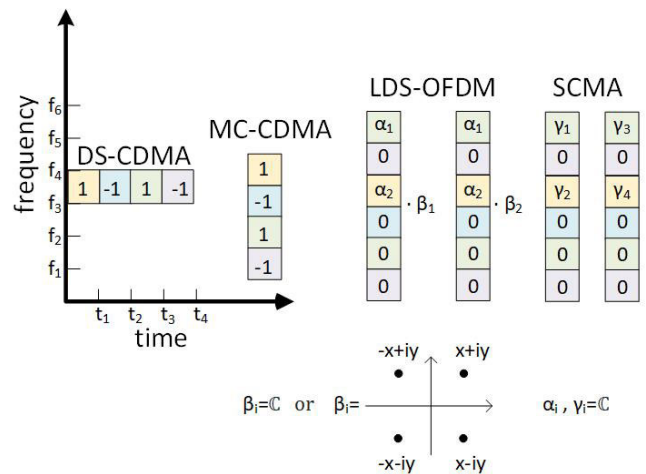 frequency
f₆
f₅
f₄
f₃
f₂
f₁
DS-CDMA
1 -1 1 -1
t₁ t₂ t₃ t₄
time
MC-CDMA
1
-1
1
-1
LDS-OFDM
α₁ α₁
0 0
α₂ · β₁ α₂ · β₂
0 0
0 0
0 0
SCMA
γ₁ γ₃
0 0
γ₂ γ₄
0 0
0 0
0 0
-x+iy x+iy
βᵢ=ℂ or βᵢ=
-x-iy x-iy
αᵢ , γᵢ=ℂ